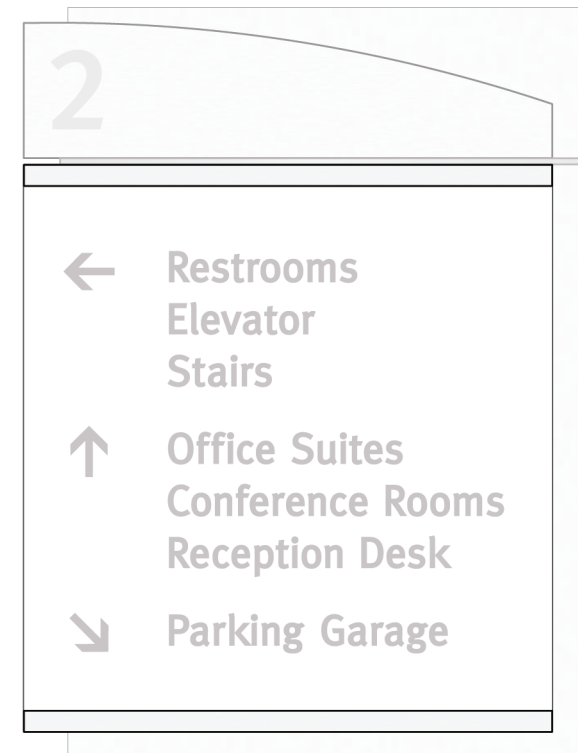 2
← Restrooms
Elevator
Stairs
↑ Office Suites
Conference Rooms
Reception Desk
↘ Parking Garage